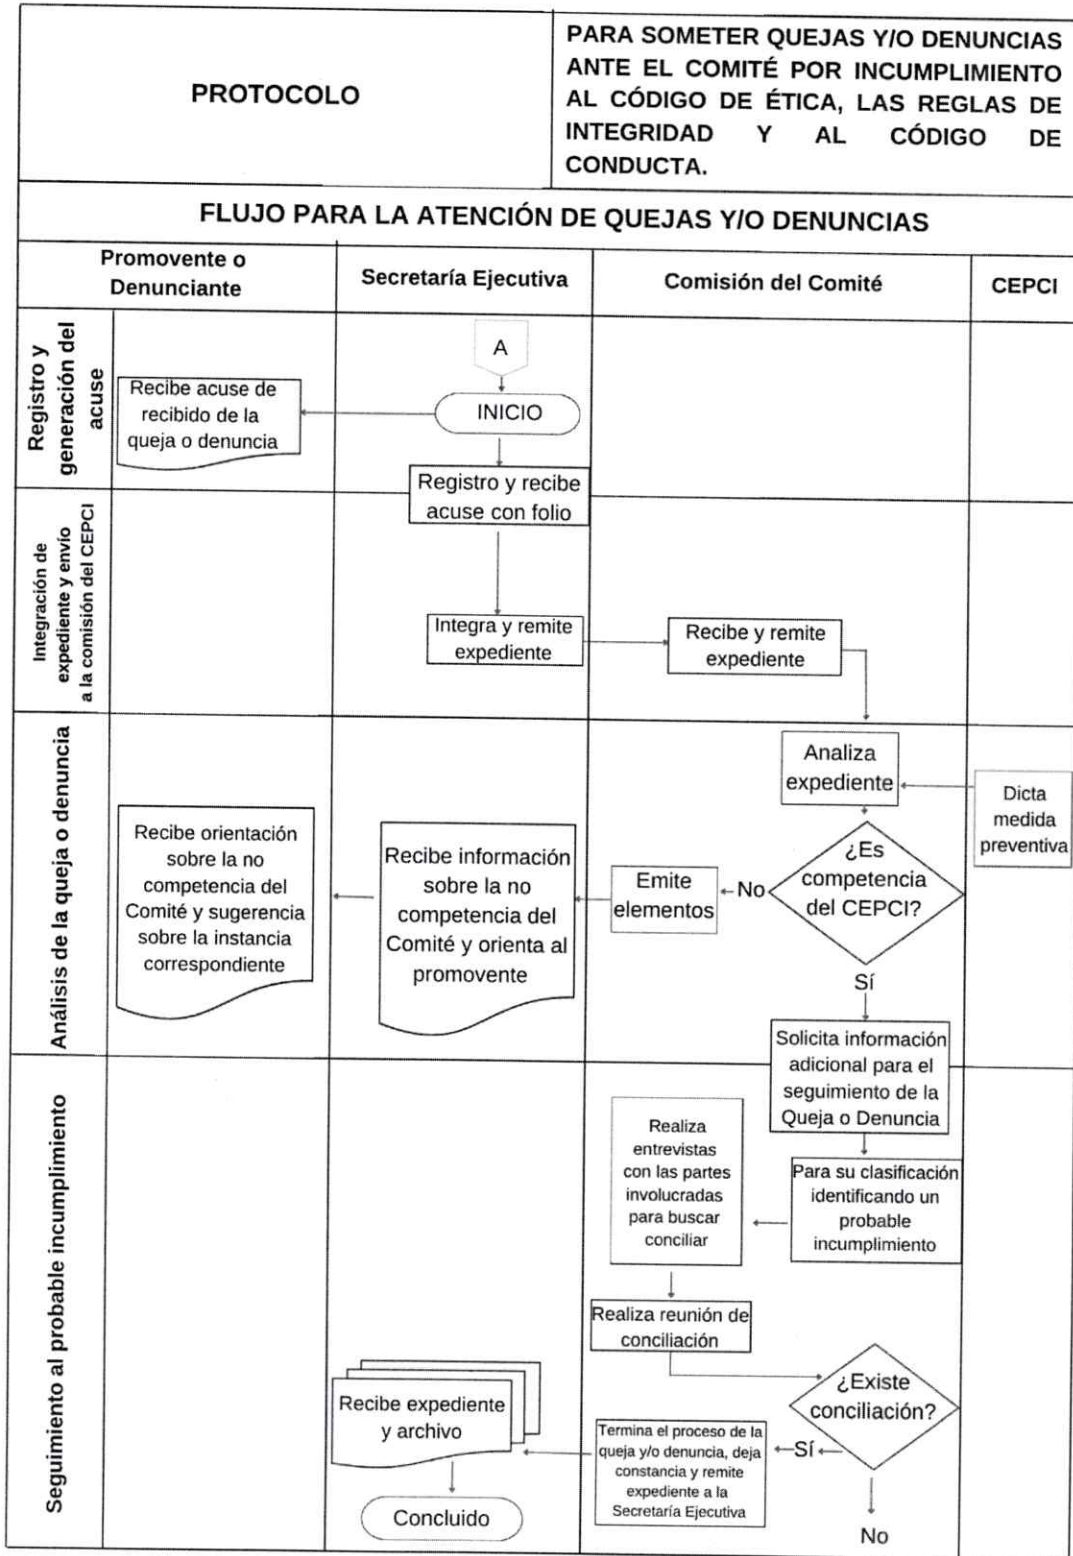 PROTOCOLO
PARA SOMETER QUEJAS Y/O DENUNCIAS
ANTE EL COMITÉ POR INCUMPLIMIENTO
AL CÓDIGO DE ÉTICA, LAS REGLAS DE
INTEGRIDAD Y AL CÓDIGO DE
CONDUCTA.
FLUJO PARA LA ATENCIÓN DE QUEJAS Y/O DENUNCIAS
Promovente o
Denunciante
Secretaría Ejecutiva
Comisión del Comité
CEPCI
Registro y
generación del
acuse
A
INICIO
Recibe acuse de
recibido de la
queja o denuncia
Registro y recibe
acuse con folio
Integración de
expediente y envío
a la comisión del CEPCI
Integra y remite
expediente
Recibe y remite
expediente
Análisis de la queja o denuncia
Analiza
expediente
Dicta
medida
preventiva
¿Es
competencia
del CEPCI?
No
Emite
elementos
Recibe información
sobre la no
competencia del
Comité y orienta al
promovente
Recibe orientación
sobre la no
competencia del
Comité y sugerencia
sobre la instancia
correspondiente
Sí
Solicita información
adicional para el
seguimiento de la
Queja o Denuncia
Seguimiento al probable incumplimiento
Para su clasificación
identificando un
probable
incumplimiento
Realiza
entrevistas
con las partes
involucradas
para buscar
conciliar
Realiza reunión de
conciliación
¿Existe
conciliación?
Sí
Termina el proceso de la
queja y/o denuncia, deja
constancia y remite
expediente a la
Secretaría Ejecutiva
Recibe expediente
y archivo
Concluido
No